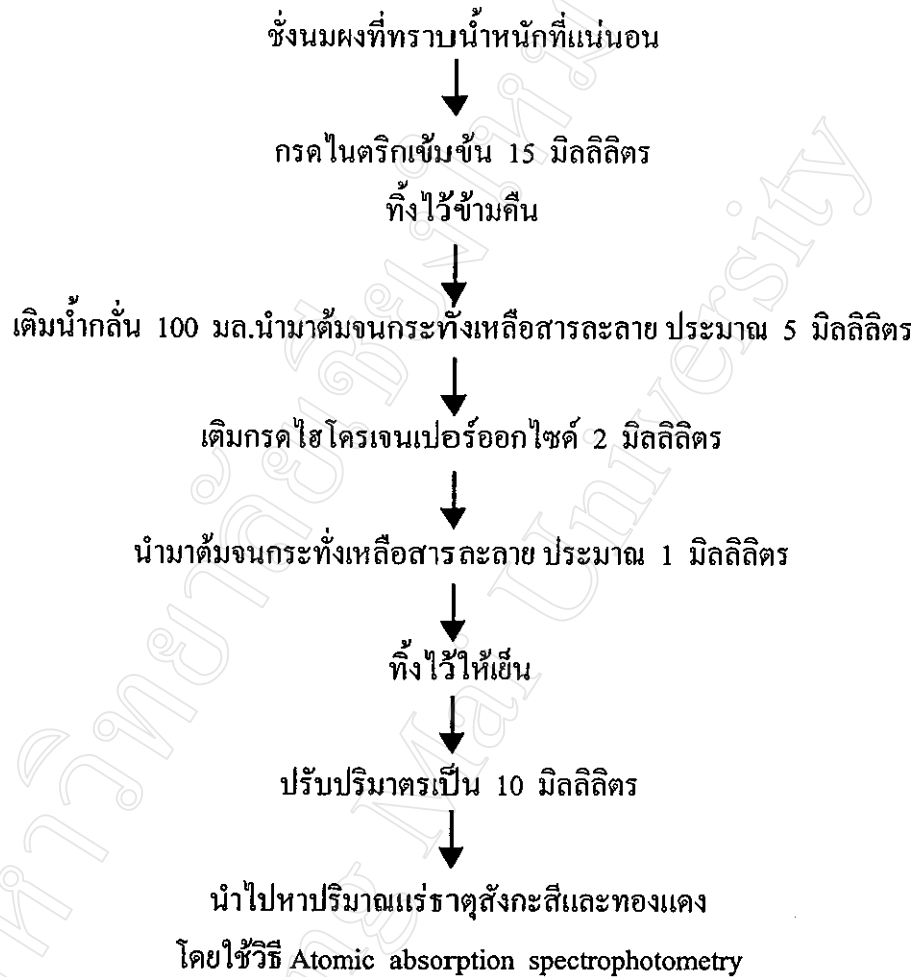 ชั่งนมผงที่ทราบน้ำหนักที่แน่นอน
กรดไนตริกเข้มข้น 15 มิลลิลิตร
ทิ้งไว้ข้ามคืน
เติมน้ำกลั่น 100 มล.นำมาต้มจนกระทั่งเหลือสารละลาย ประมาณ 5 มิลลิลิตร
เติมกรดไฮโดรเจนเปอร์ออกไซด์ 2 มิลลิลิตร
นำมาต้มจนกระทั่งเหลือสารละลาย ประมาณ 1 มิลลิลิตร
ทิ้งไว้ให้เย็น
ปรับปริมาตรเป็น 10 มิลลิลิตร
นำไปหาปริมาณแร่ธาตุสังกะสีและทองแดง
โดยใช้วิธี Atomic absorption spectrophotometry